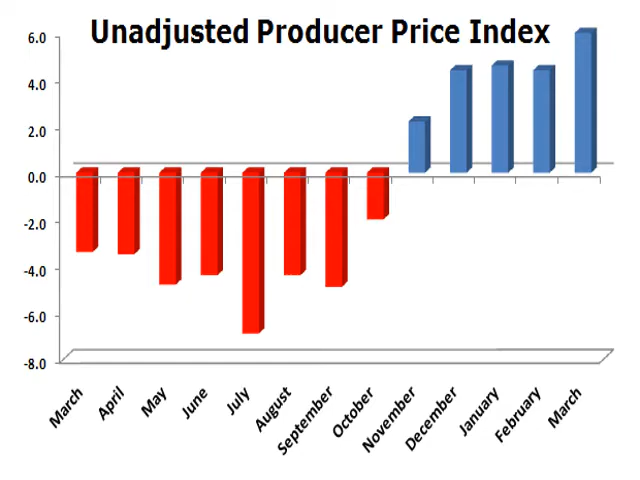 Unadjusted Producer Price Index
6.0
4.0
2.0
0.0
-2.0
-4.0
-6.0
-8.0
March
April
May
June
July
August
September
October
November
December
January
February
March